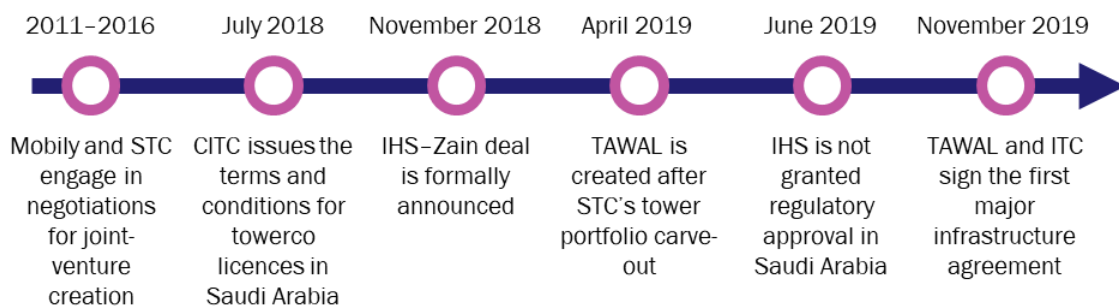 2011–2016
Mobily and STC
engage in
negotiations
for joint-
venture
creation
July 2018
CITC issues the
terms and
conditions for
towerco
licences in
Saudi Arabia
November 2018
IHS–Zain deal
is formally
announced
April 2019
TAWAL is
created after
STC's tower
portfolio carve-
out
June 2019
IHS is not
granted
regulatory
approval in
Saudi Arabia
November 2019
TAWAL and ITC
sign the first
major
infrastructure
agreement